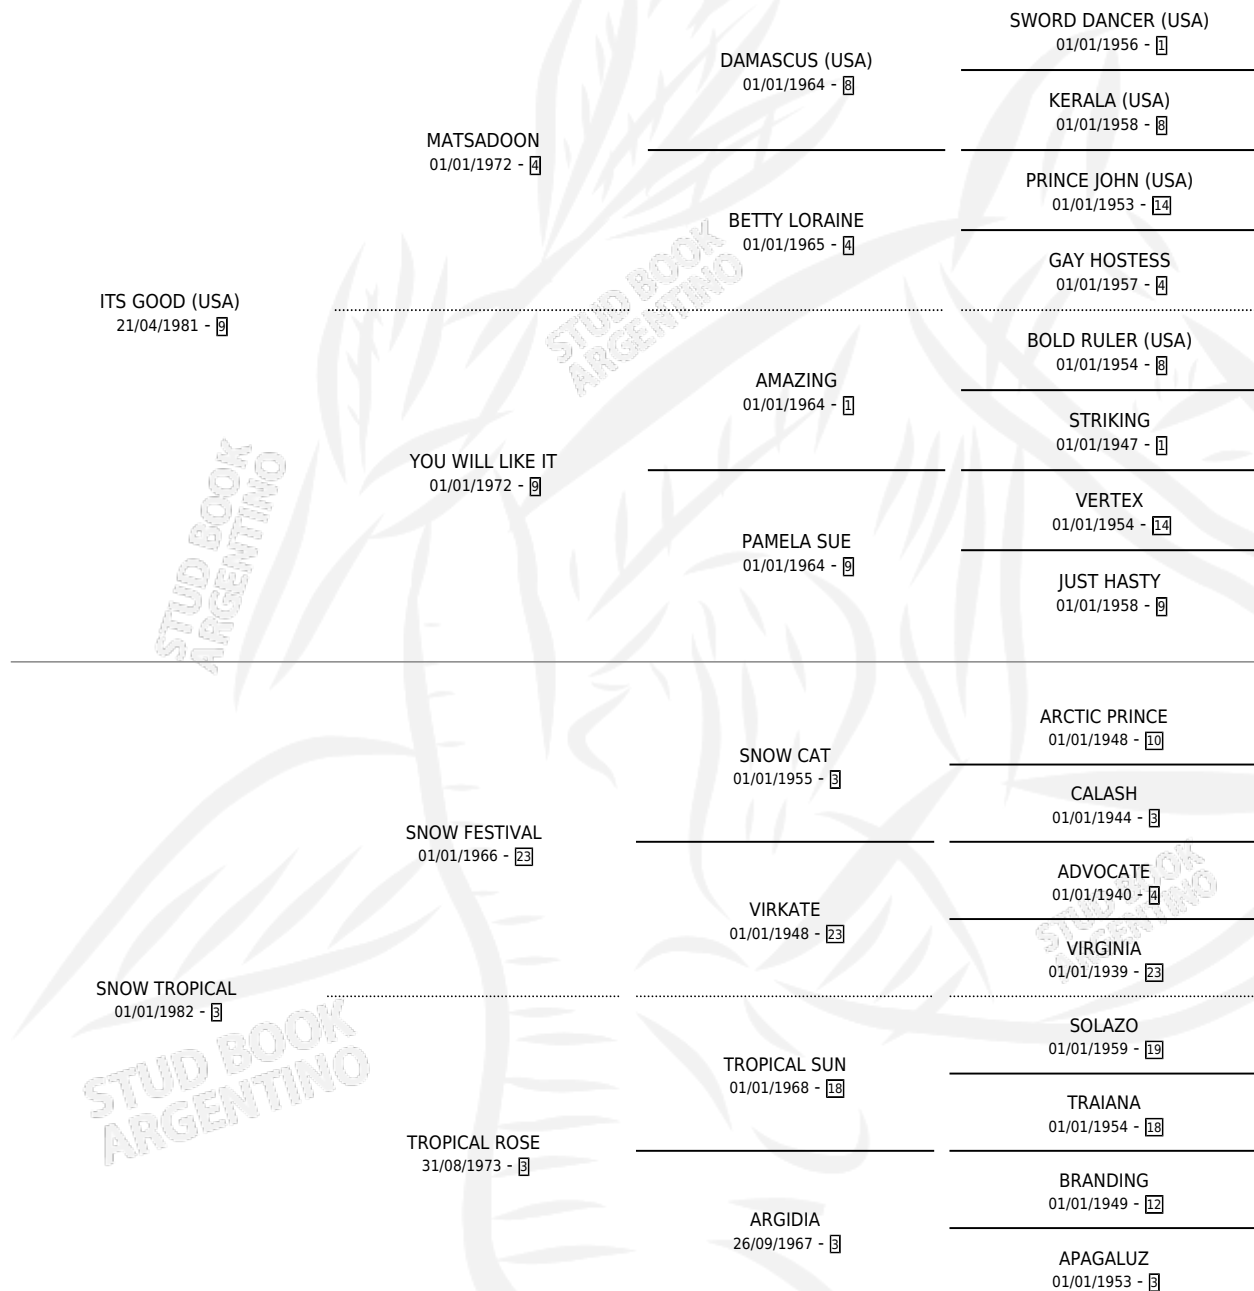 SWORD DANCER (USA)
01/01/1956 - 1
DAMASCUS (USA)
01/01/1964 - 8
KERALA (USA)
01/01/1958 - 8
MATSADOON
01/01/1972 - 4
PRINCE JOHN (USA)
01/01/1953 - 14
BETTY LORAINE
01/01/1965 - 4
GAY HOSTESS
01/01/1957 - 4
ITS GOOD (USA)
21/04/1981 - 9
BOLD RULER (USA)
01/01/1954 - 8
AMAZING
01/01/1964 - 1
STRIKING
01/01/1947 - 1
YOU WILL LIKE IT
01/01/1972 - 9
VERTEX
01/01/1954 - 14
PAMELA SUE
01/01/1964 - 9
JUST HASTY
01/01/1958 - 9
ARCTIC PRINCE
01/01/1948 - 10
SNOW CAT
01/01/1955 - 3
CALASH
01/01/1944 - 3
SNOW FESTIVAL
01/01/1966 - 23
ADVOCATE
01/01/1940 - 4
VIRKATE
01/01/1948 - 23
VIRGINIA
01/01/1939 - 23
SNOW TROPICAL
01/01/1982 - 3
SOLAZO
01/01/1959 - 19
TROPICAL SUN
01/01/1968 - 18
TRAIANA
01/01/1954 - 18
TROPICAL ROSE
31/08/1973 - 3
BRANDING
01/01/1949 - 12
ARGIDIA
26/09/1967 - 3
APAGALUZ
01/01/1953 - 3
STUD BOOK
ARGENTINO
STUD BOOK
ARGENTINO
STUD BOOK
ARGENTINO
STUD BOOK
ARGENTINO